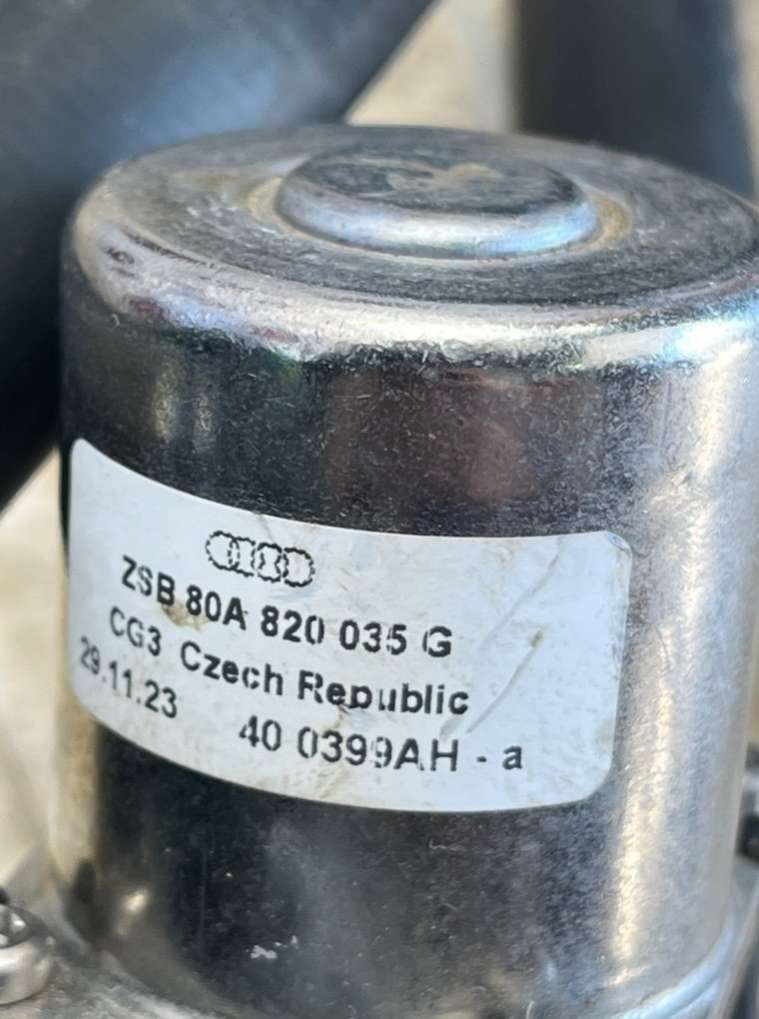 ZSB 80A 820 035 G
CG3 Czech Republic
29.11.23 40 0399AH - a